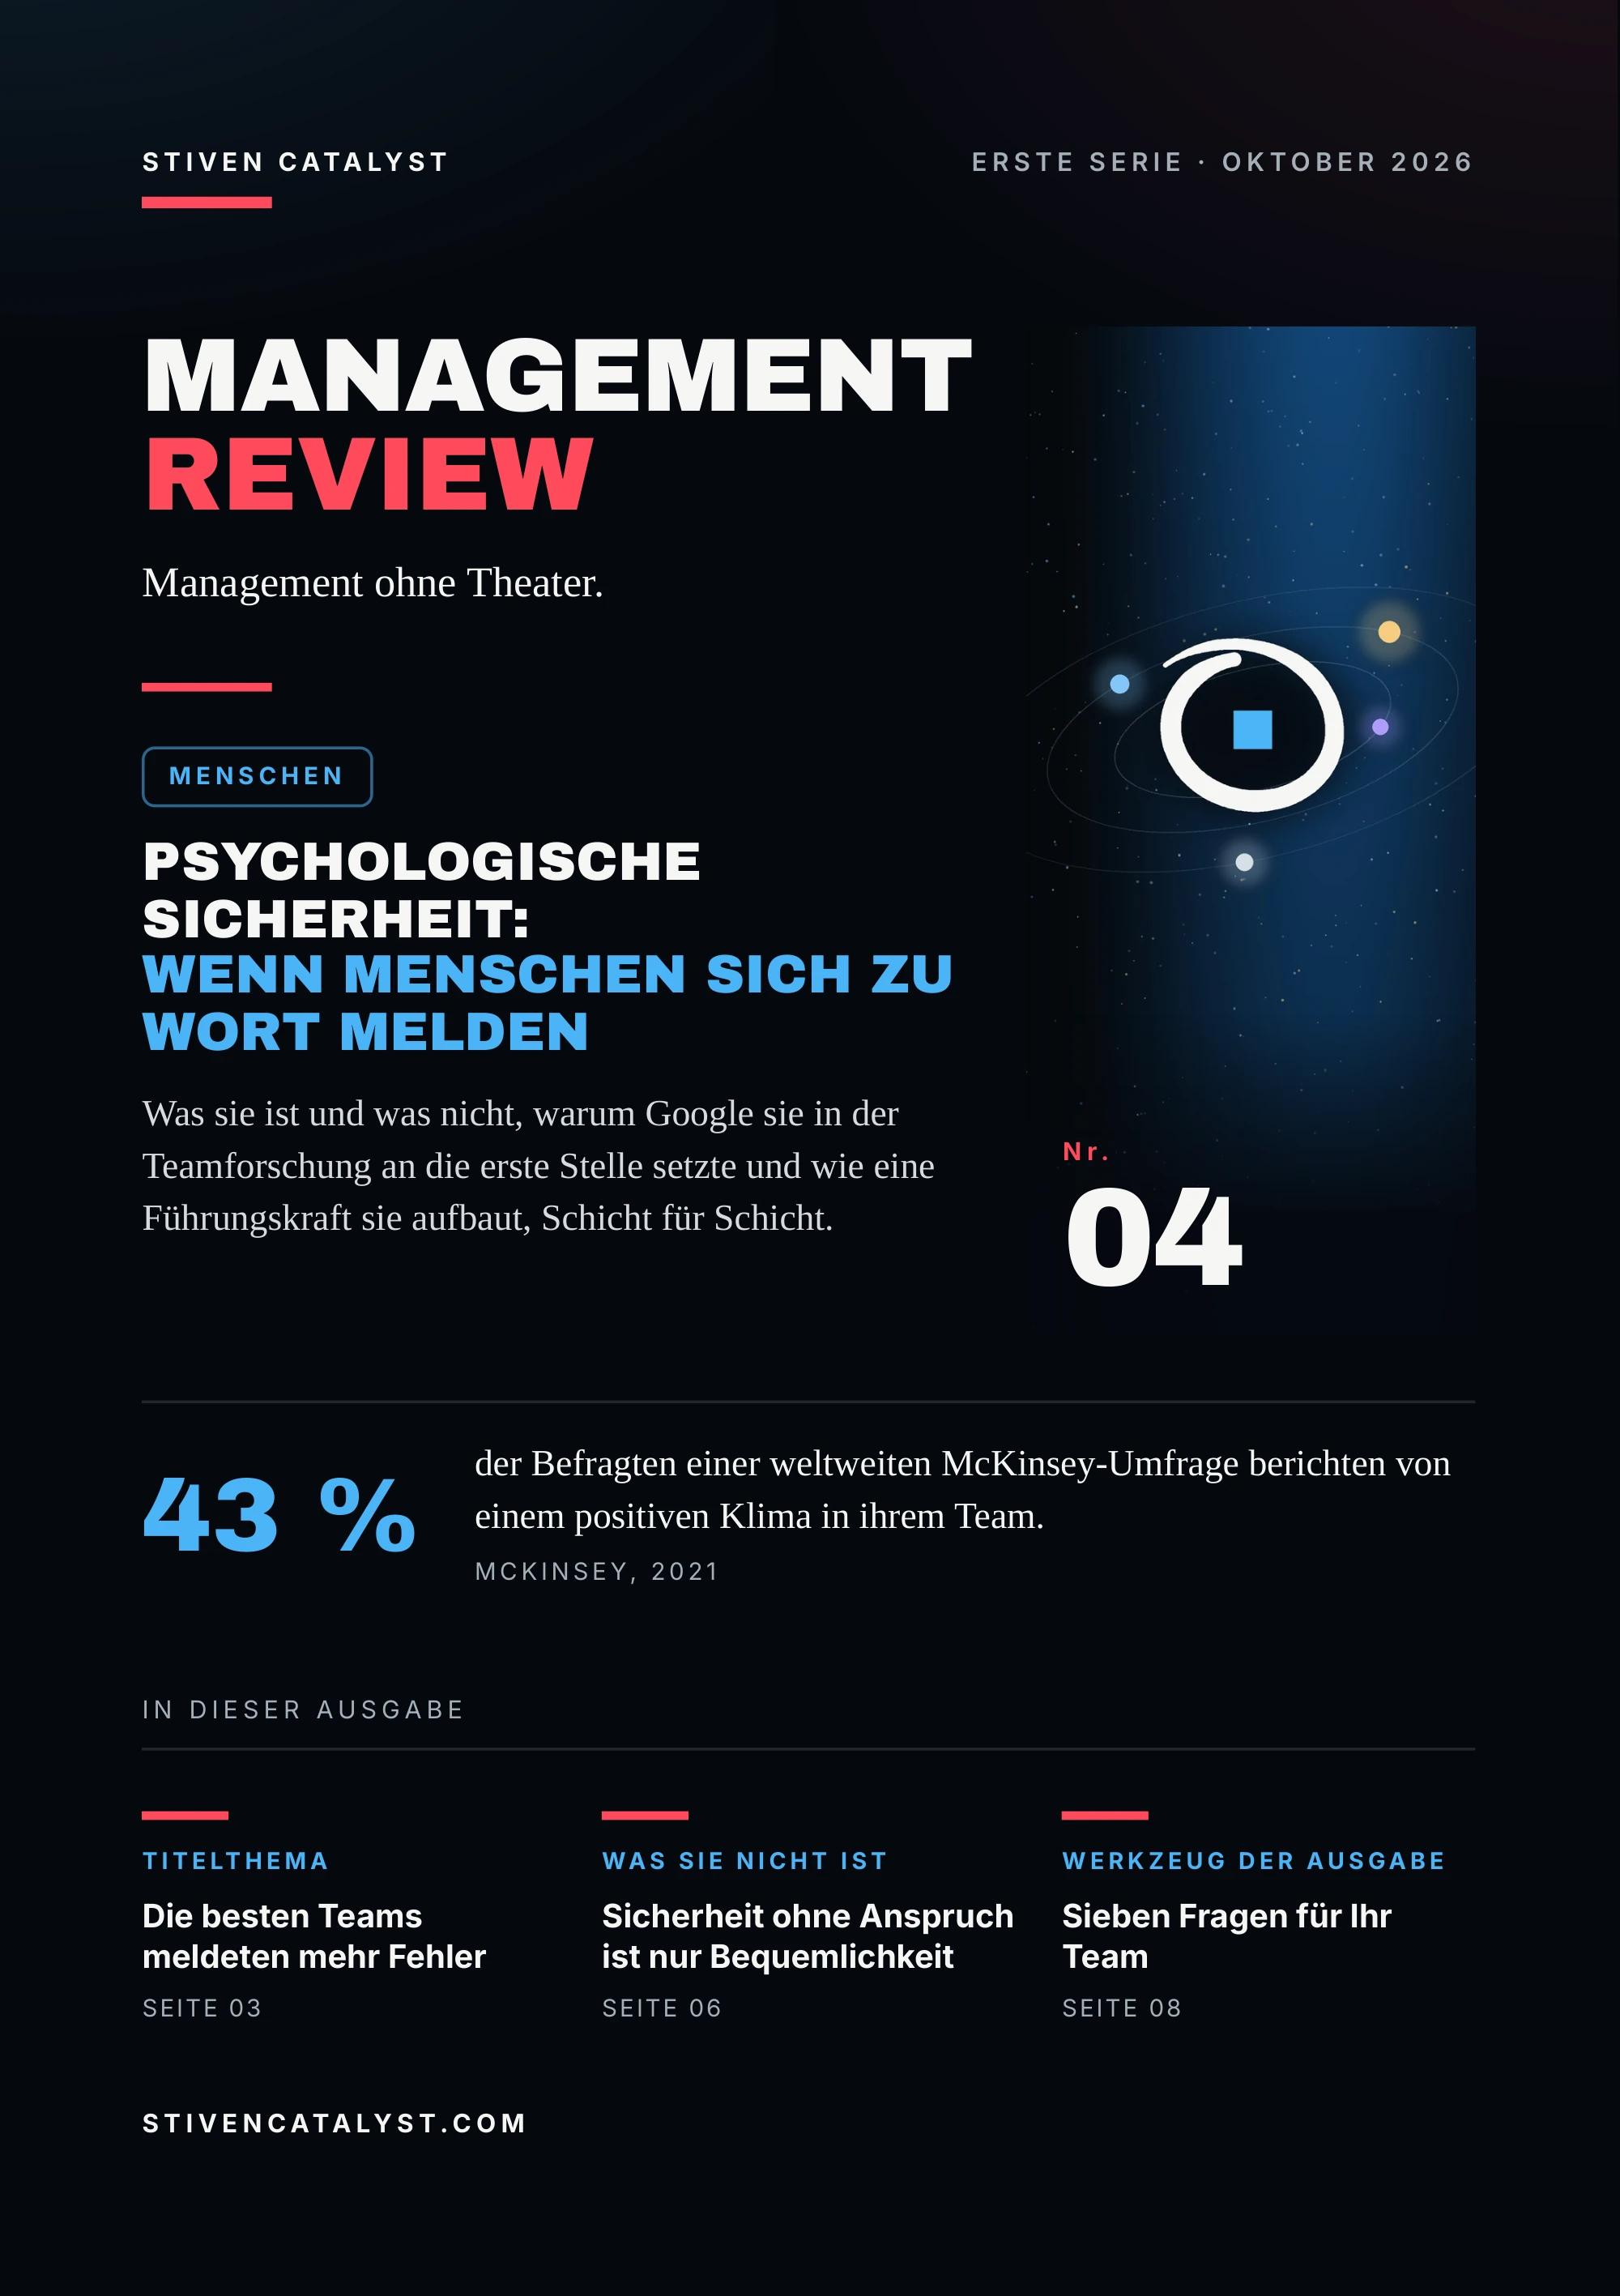 STIVEN CATALYST
ERSTE SERIE · OKTOBER 2026
MANAGEMENT
REVIEW
Management ohne Theater.
MENSCHEN
PSYCHOLOGISCHE
SICHERHEIT:
WENN MENSCHEN SICH ZU
WORT MELDEN
Was sie ist und was nicht, warum Google sie in der
Teamforschung an die erste Stelle setzte und wie eine
Führungskraft sie aufbaut, Schicht für Schicht.
Nr.
04
43 %
der Befragten einer weltweiten McKinsey-Umfrage berichten von
einem positiven Klima in ihrem Team.
MCKINSEY, 2021
IN DIESER AUSGABE
TITELTHEMA
Die besten Teams
meldeten mehr Fehler
SEITE 03
WAS SIE NICHT IST
Sicherheit ohne Anspruch
ist nur Bequemlichkeit
SEITE 06
WERKZEUG DER AUSGABE
Sieben Fragen für Ihr
Team
SEITE 08
STIVENCATALYST.COM